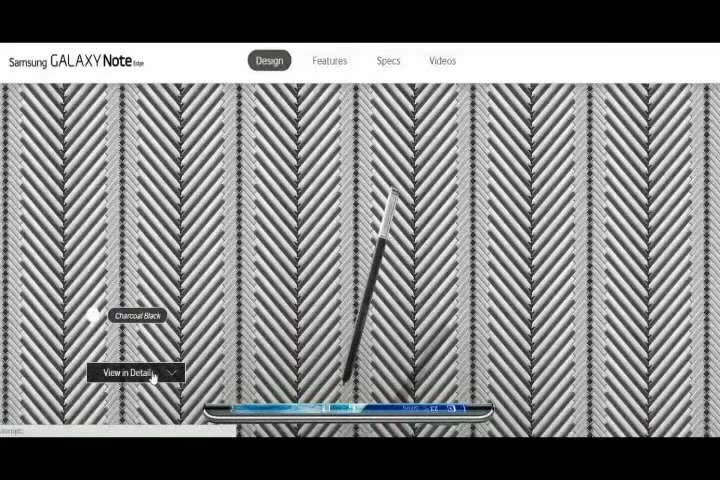 Samsung GALAXY Note Edge
Design
Features
Specs
Videos
Charcoal Black
View in Detail